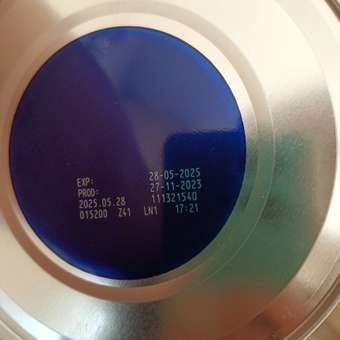 EXP: 28-05-2025
PROD: 27-11-2023
2025.05.28 111321540
015200 Z41 LN1 17:21